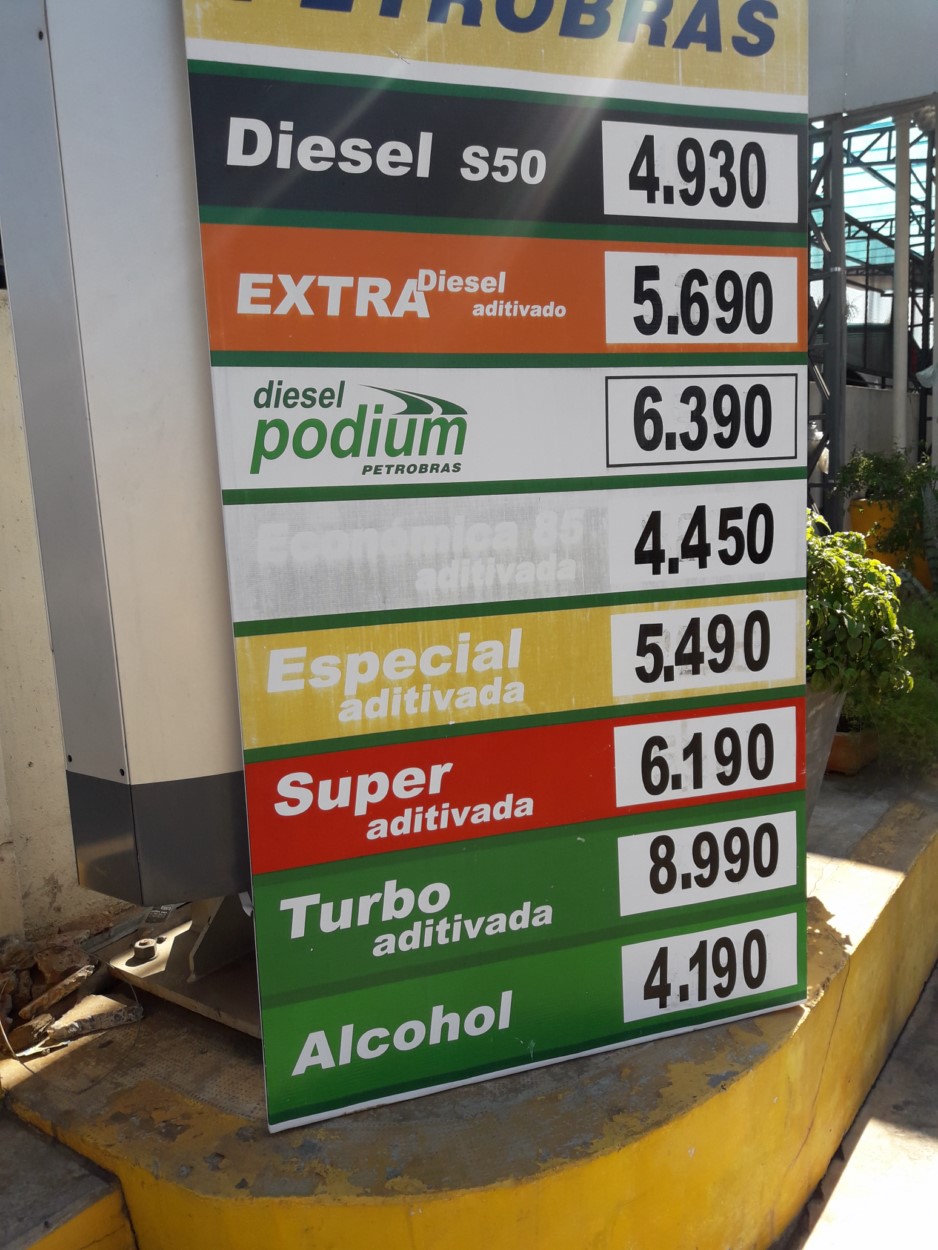 PETROBRAS
Diesel S50 4.930
EXTRA Diesel aditivado 5.690
diesel
podium 6.390
PETROBRAS
Económica 85 4.450
aditivada
Especial 5.490
aditivada
Super 6.190
aditivada
Turbo 8.990
aditivada
Alcohol 4.190